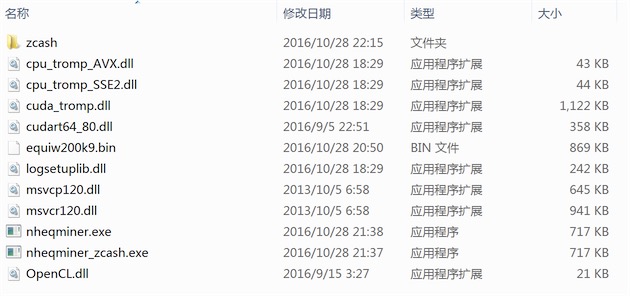 名称 修改日期 类型 大小
zcash 2016/10/28 22:15 文件夹
cpu_tromp_AVX.dll 2016/10/28 18:29 应用程序扩展 43 KB
cpu_tromp_SSE2.dll 2016/10/28 18:29 应用程序扩展 44 KB
cuda_tromp.dll 2016/10/28 18:29 应用程序扩展 1,122 KB
cudart64_80.dll 2016/9/5 22:51 应用程序扩展 358 KB
equiw200k9.bin 2016/10/28 20:50 BIN 文件 869 KB
logsetuplib.dll 2016/10/28 18:29 应用程序扩展 242 KB
msvcp120.dll 2013/10/5 6:58 应用程序扩展 645 KB
msvcr120.dll 2013/10/5 6:58 应用程序扩展 941 KB
nheqminer.exe 2016/10/28 21:38 应用程序 717 KB
nheqminer_zcash.exe 2016/10/28 21:37 应用程序 717 KB
OpenCL.dll 2016/9/15 3:27 应用程序扩展 21 KB